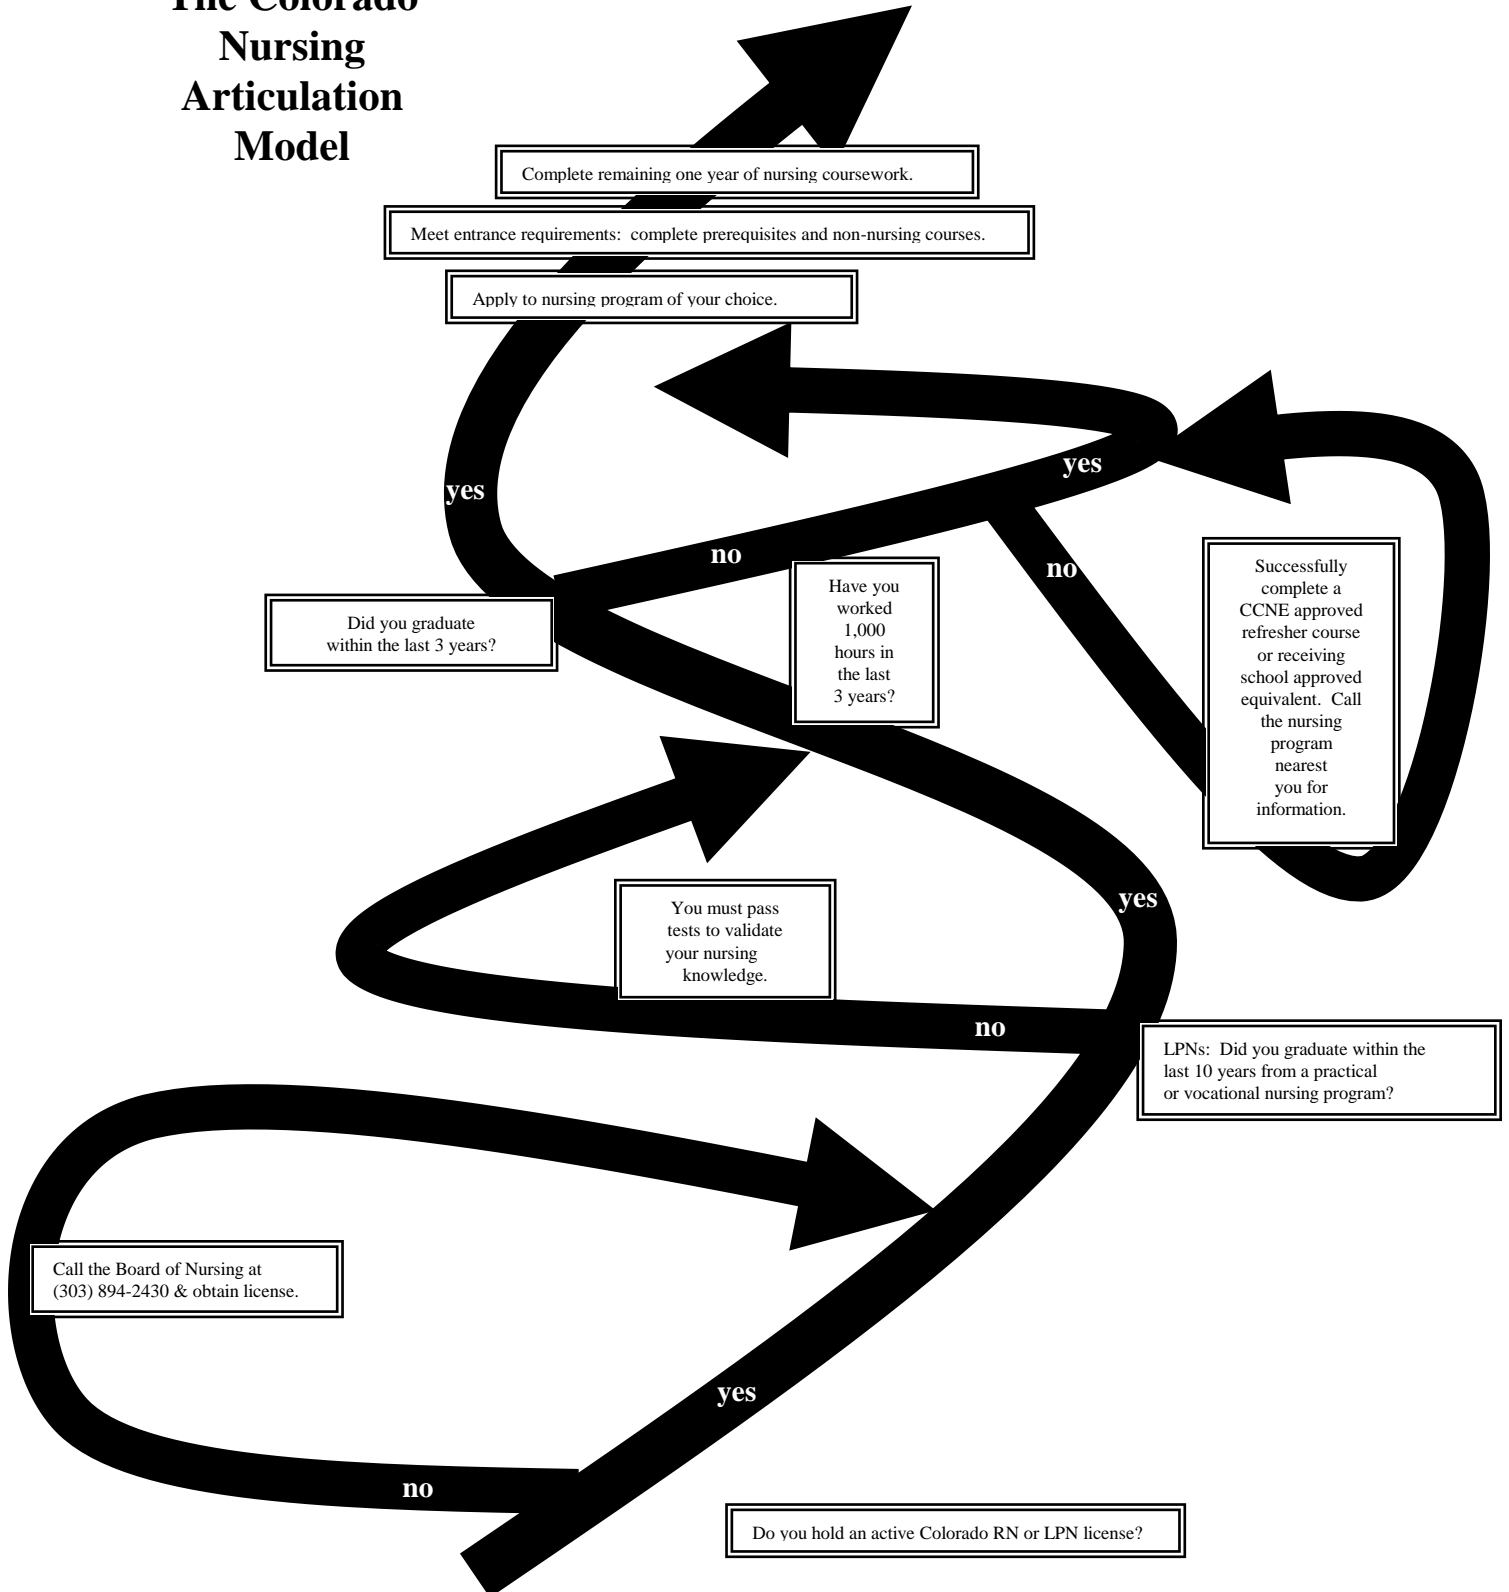 The Colorado
Nursing
Articulation
Model
Complete remaining one year of nursing coursework.
Meet entrance requirements: complete prerequisites and non-nursing courses.
Apply to nursing program of your choice.
yes
yes
no
no
Have you
worked
1,000
hours in
the last
3 years?
Successfully
complete a
CCNE approved
refresher course
or receiving
school approved
equivalent. Call
the nursing
program
nearest
you for
information.
Did you graduate
within the last 3 years?
yes
You must pass
tests to validate
your nursing
knowledge.
no
LPNs: Did you graduate within the
last 10 years from a practical
or vocational nursing program?
Call the Board of Nursing at
(303) 894-2430 & obtain license.
yes
no
Do you hold an active Colorado RN or LPN license?